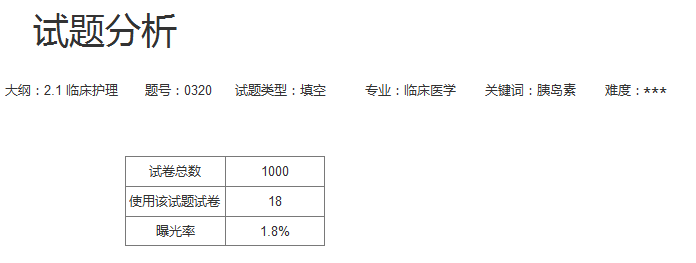 试题分析
大纲：2.1 临床护理 题号：0320 试题类型：填空 专业：临床医学 关键词：胰岛素 难度：***
试卷总数 1000
使用该试题试卷 18
曝光率 1.8%